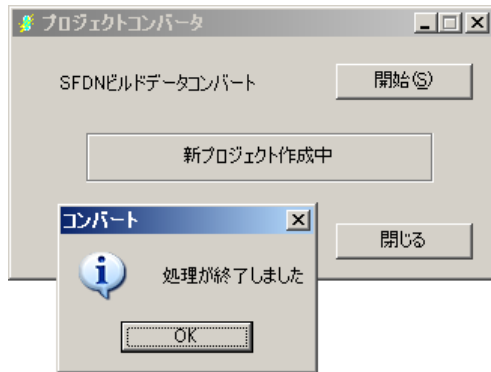 プロジェクトコンバータ
SFDNビルドデータコンバート
開始(S)
新プロジェクト作成中
コンバート
処理が終了しました
OK
閉じる